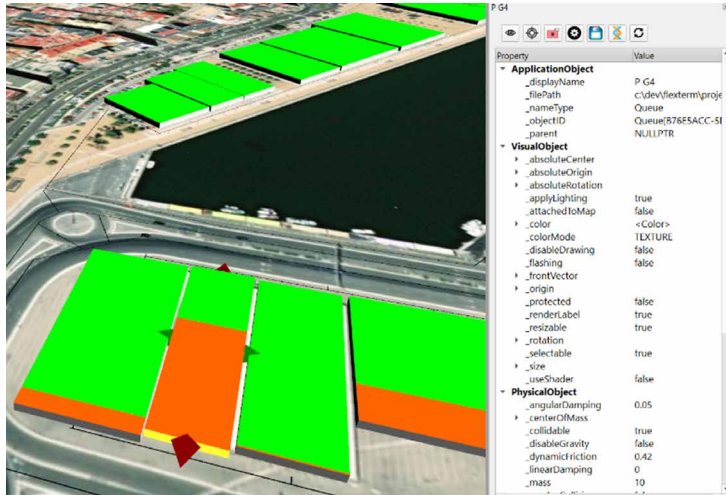 P G4
Property Value
ApplicationObject
_displayName P G4
_filePath c:\dev\flexterm\proje
_nameType Queue
_objectID Queue[B76E5ACC-5I
_parent NULLPTR
VisualObject
_absoluteCenter
_absoluteOrigin
_absoluteRotation
_applyLighting true
_attachedToMap false
_color <Color>
_colorMode TEXTURE
_disableDrawing false
_flashing false
_frontVector
_origin
_protected false
_renderLabel true
_resizable true
_rotation
_selectable true
_size
_useShader false
PhysicalObject
_angularDamping 0.05
_centerOfMass
_collidable true
_disableGravity false
_dynamicFriction 0.42
_linearDamping 0
_mass 10